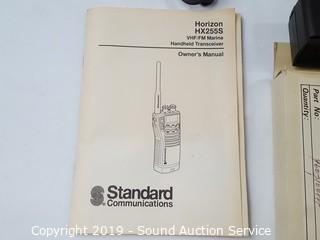 Horizon
HX255S
VHF/FM Marine
Handheld Transceiver
Owner's Manual
Standard
Communications
Part No.
Quantity:
Copyright 2019 - Sound Auction Service